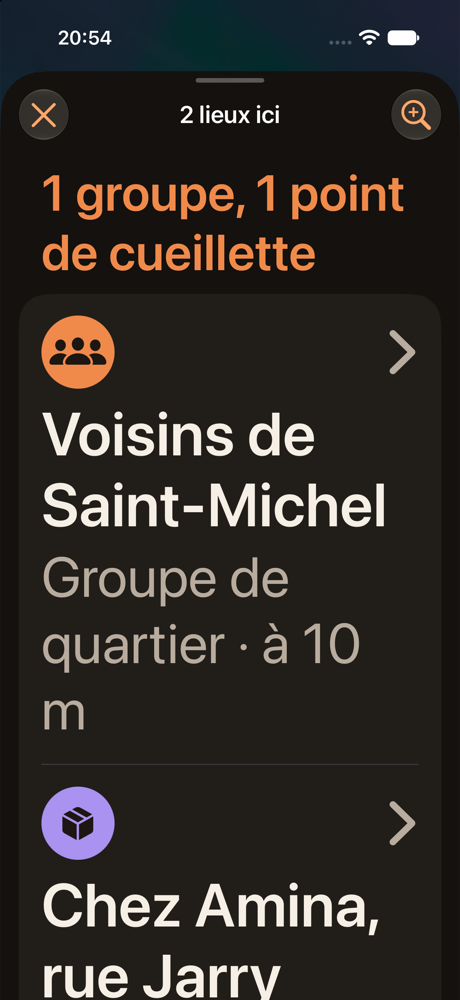 20:54
2 lieux ici
1 groupe, 1 point
de cueillette
Voisins de
Saint-Michel
Groupe de
quartier · à 10
m
Chez Amina,
rue Jarry